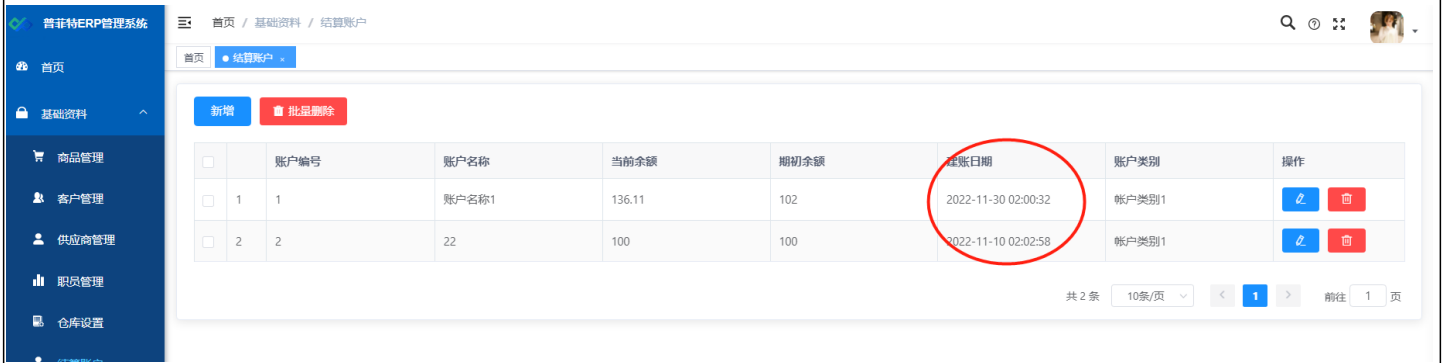 普菲特ERP管理系统
首页 / 基础资料 / 结算账户
首页
首页
结算账户 ×
基础资料
新增
批量删除
商品管理
账户编号 账户名称 当前余额 期初余额 建账日期 账户类别 操作
客户管理
1 1 账户名称1 136.11 102 2022-11-30 02:00:32 帐户类别1
供应商管理
2 2 22 100 100 2022-11-10 02:02:58 帐户类别1
职员管理
共 2 条 10条/页 < 1 > 前往 1 页
仓库设置
结算账户